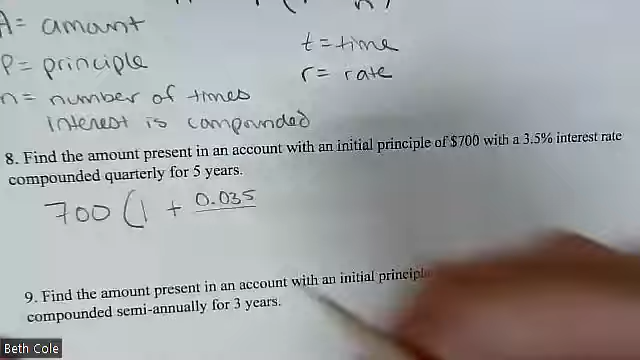 A = amount
P = principle
t = time
r = rate
n = number of times
interest is compounded
8. Find the amount present in an account with an initial principle of $700 with a 3.5% interest rate
compounded quarterly for 5 years.
700 (1 + 0.035
9. Find the amount present in an account with an initial
compounded semi-annually for 3 years.
Beth Cole